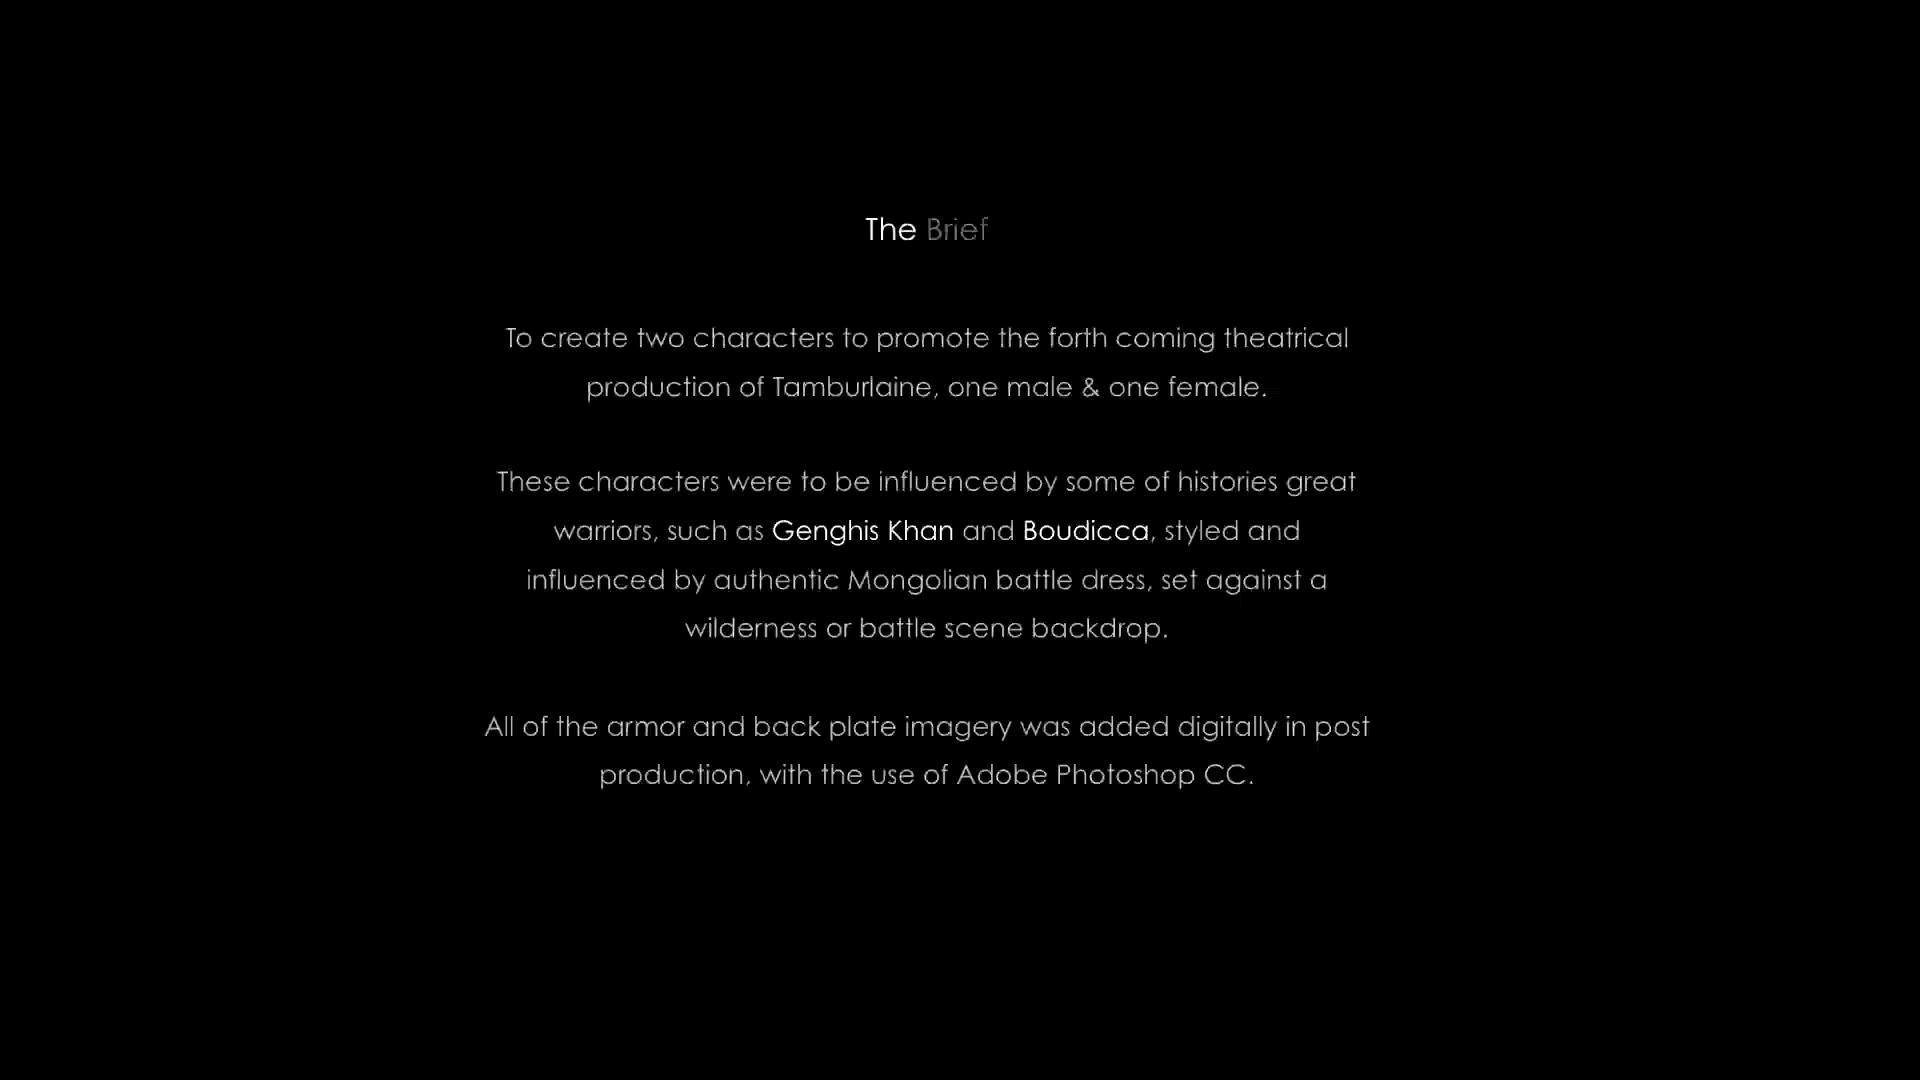 The Brief
To create two characters to promote the forth coming theatrical
production of Tamburlaine, one male & one female.
These characters were to be influenced by some of histories great
warriors, such as Genghis Khan and Boudicca, styled and
influenced by authentic Mongolian battle dress, set against a
wilderness or battle scene backdrop.
All of the armor and back plate imagery was added digitally in post
production, with the use of Adobe Photoshop CC.